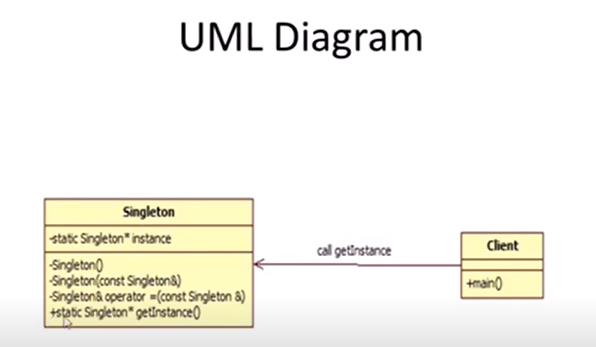 UML Diagram
Singleton
-static Singleton* instance
-Singleton()
-Singleton(const Singleton&)
-Singleton& operator =(const Singleton &)
+static Singleton* getInstance()
call getInstance
Client
+main()